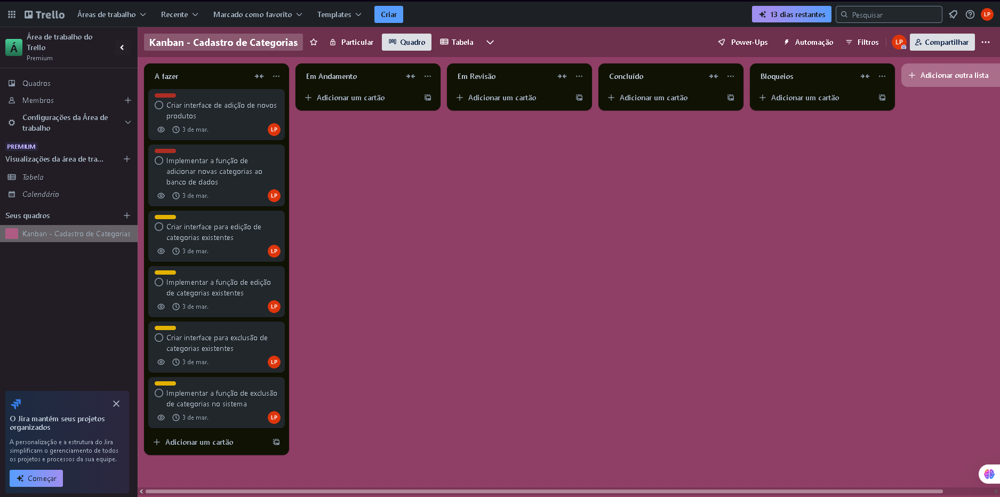 Trello
Áreas de trabalho
Recente
Marcado como favorito
Templates
Criar
13 dias restantes
Pesquisar
LP
Á
Área de trabalho do
Trello
Premium
Quadros
Membros
Configurações da Área de
trabalho
PREMIUM
Visualizações da área de tra...
Tabela
Calendário
Seus quadros
Kanban - Cadastro de Categorias
O Jira mantém seus projetos
organizados
A personalização e a estrutura do Jira
simplificam o gerenciamento de todos
os projetos e processos da sua equipe.
Começar
Kanban - Cadastro de Categorias
Particular
Quadro
Tabela
Power-Ups
Automação
Filtros
LP
Compartilhar
A fazer
Criar interface de adição de novos
produtos
3 de mar.
LP
Implementar a função de
adicionar novas categorias ao
banco de dados
3 de mar.
LP
Criar interface para edição de
categorias existentes
3 de mar.
LP
Implementar a função de edição
de categorias existentes
3 de mar.
LP
Criar interface para exclusão de
categorias existentes
3 de mar.
LP
Implementar a função de exclusão
de categorias no sistema
3 de mar.
LP
Adicionar um cartão
Em Andamento
Adicionar um cartão
Em Revisão
Adicionar um cartão
Concluído
Adicionar um cartão
Bloqueios
Adicionar um cartão
Adicionar outra lista